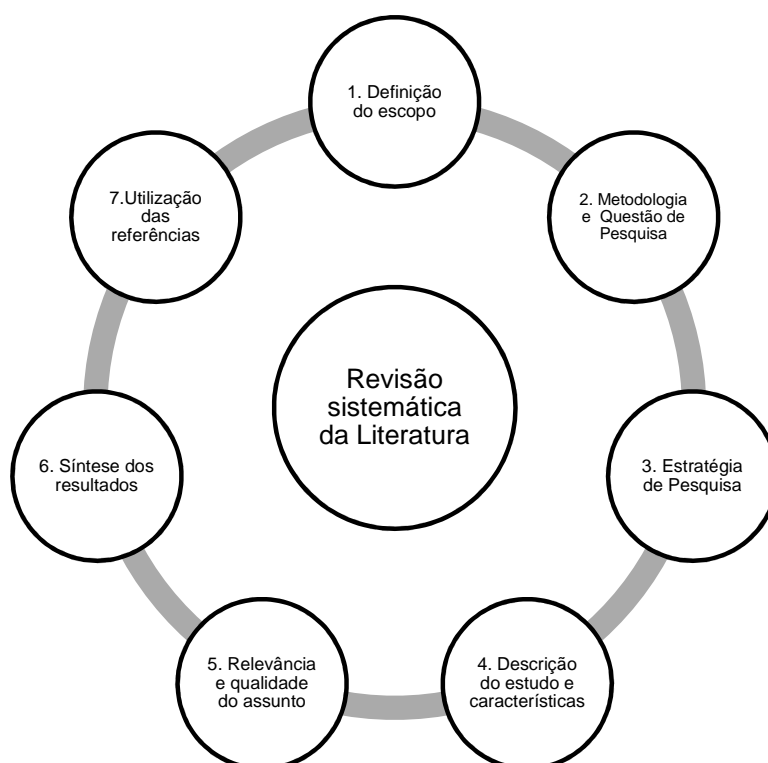 1. Definição
do escopo
2. Metodologia
e Questão de
Pesquisa
3. Estratégia
de Pesquisa
4. Descrição
do estudo e
características
5. Relevância
e qualidade
do assunto
6. Síntese dos
resultados
7.Utilização
das
referências
Revisão
sistemática
da Literatura